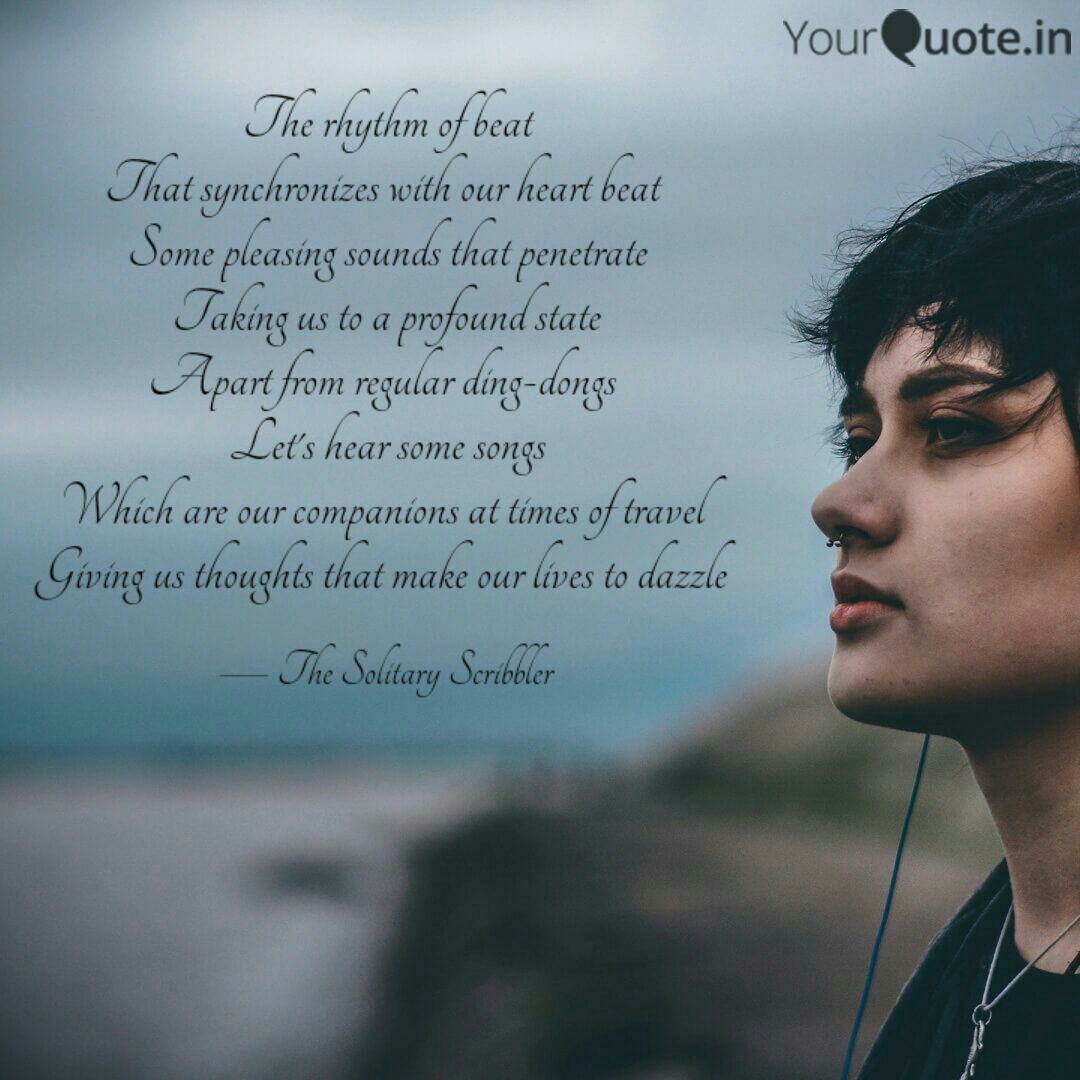 YourQuote.in
The rhythm of beat
That synchronizes with our heart beat
Some pleasing sounds that penetrate
Taking us to a profound state
Apart from regular ding-dongs
Let's hear some songs
Which are our companions at times of travel
Giving us thoughts that make our lives to dazzle
— The Solitary Scribbler